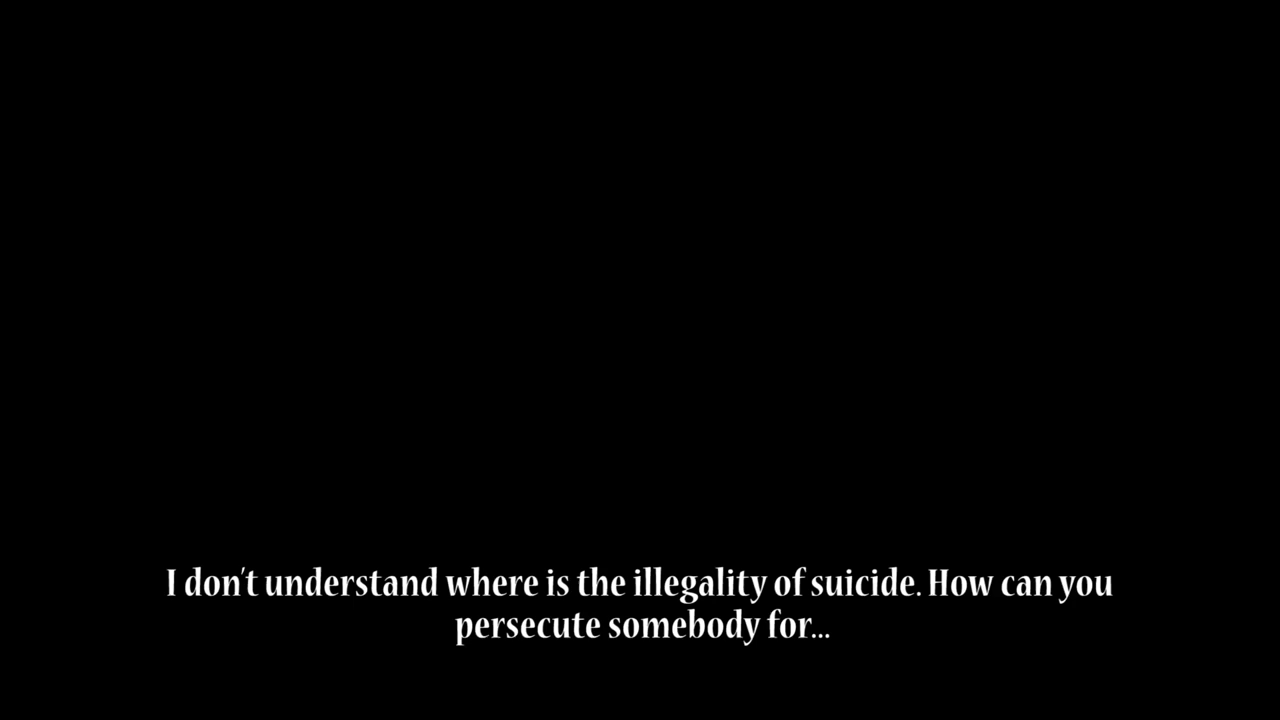 I don't understand where is the illegality of suicide. How can you
persecute somebody for...